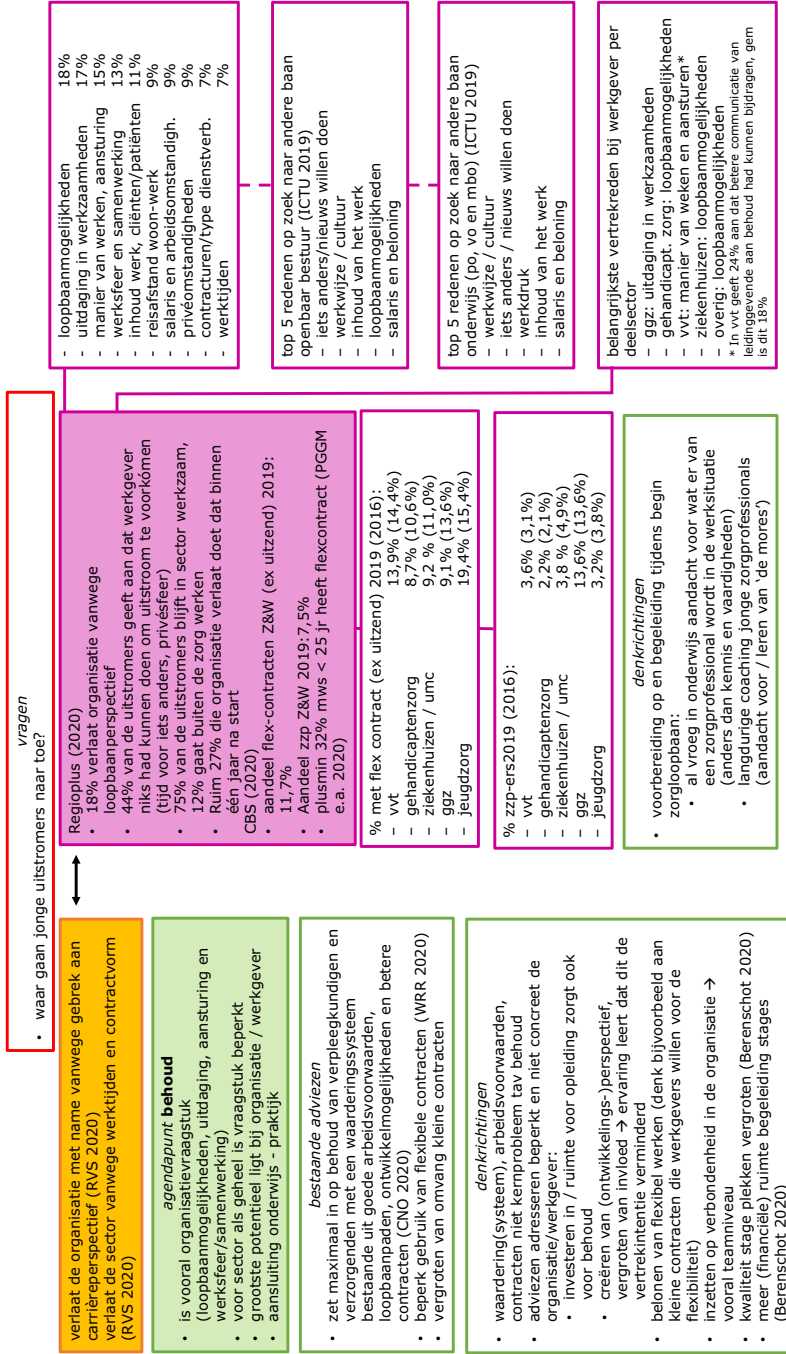 vragen
• waar gaan jonge uitstromers naar toe?
verlaat de organisatie met name vanwege gebrek aan
carrièreperspectief (RVS 2020)
verlaat de sector vanwege werktijden en contractvorm
(RVS 2020)
agendapunt behoud
• is vooral organisatievraagstuk
(loopbaanmogelijkheden, uitdaging, aansturing en
werksfeer/samenwerking)
• voor sector als geheel is vraagstuk beperkt
• grootste potentieel ligt bij organisatie / werkgever
• aansluiting onderwijs - praktijk
bestaande adviezen
• zet maximaal in op behoud van verpleegkundigen en
verzorgenden met een waarderingssysteem
bestaande uit goede arbeidsvoorwaarden,
loopbaanpaden, ontwikkelmogelijkheden en betere
contracten (CNO 2020)
• beperk gebruik van flexibele contracten (WRR 2020)
• vergroten van omvang kleine contracten
denkrichtingen
• waardering(systeem), arbeidsvoorwaarden,
contracten niet kernprobleem tav behoud
• adviezen adresseren beperkt en niet concreet de
organisatie/werkgever:
• investeren in / ruimte voor opleiding zorgt ook
voor behoud
• creëren van (ontwikkelings-)perspectief,
vergroten van invloed → ervaring leert dat dit de
vertrekintentie verminderd
• belonen van flexibel werken (denk bijvoorbeeld aan
kleine contracten die werkgevers willen voor de
flexibiliteit)
• inzetten op verbondenheid in de organisatie →
vooral teamniveau
• kwaliteit stage plekken vergroten (Berenschot 2020)
• meer (financiële) ruimte begeleiding stages
(Berenschot 2020)
Regioplus (2020)
• 18% verlaat organisatie vanwege
loopbaanperspectief
• 44% van de uitstromers geeft aan dat werkgever
niks had kunnen doen om uitstroom te voorkómen
(tijd voor iets anders, privésfeer)
• 75% van de uitstromers blijft in sector werkzaam,
12% gaat buiten de zorg werken
• Ruim 27% die organisatie verlaat doet dat binnen
één jaar na start
CBS (2020)
• aandeel flex-contracten Z&W (ex uitzend) 2019:
11,7%
• Aandeel zzp Z&W 2019: 7,5%
• plusmin 32% mws < 25 jr heeft flexcontract (PGGM
e.a. 2020)
% met flex contract (ex uitzend) 2019 (2016):
– vvt 13,9% (14,4%)
– gehandicaptenzorg 8,7% (10,6%)
– ziekenhuizen / umc 9,2 % (11,0%)
– ggz 9,1% (13,6%)
– jeugdzorg 19,4% (15,4%)
% zzp-ers2019 (2016):
– vvt 3,6% (3,1%)
– gehandicaptenzorg 2,2% (2,1%)
– ziekenhuizen / umc 3,8 % (4,9%)
– ggz 13,6% (13,6%)
– jeugdzorg 3,2% (3,8%)
denkrichtingen
• voorbereiding op en begeleiding tijdens begin
zorgloopbaan:
• al vroeg in onderwijs aandacht voor wat er van
een zorgprofessional wordt in de werksituatie
(anders dan kennis en vaardigheden)
• langdurige coaching jonge zorgprofessionals
(aandacht voor / leren van 'de mores')
– loopbaanmogelijkheden 18%
– uitdaging in werkzaamheden 17%
– manier van werken, aansturing 15%
– werksfeer en samenwerking 13%
– inhoud werk, cliënten/patiënten 11%
– reisafstand woon-werk 9%
– salaris en arbeidsomstandigh. 9%
– privéomstandigheden 9%
– contracturen/type dienstverb. 7%
– werktijden 7%
top 5 redenen op zoek naar andere baan
openbaar bestuur (ICTU 2019)
– iets anders/nieuws willen doen
– werkwijze / cultuur
– inhoud van het werk
– loopbaanmogelijkheden
– salaris en beloning
top 5 redenen op zoek naar andere baan
onderwijs (po, vo en mbo) (ICTU 2019)
– werkwijze / cultuur
– iets anders / nieuws willen doen
– werkdruk
– inhoud van het werk
– salaris en beloning
belangrijkste vertrekreden bij werkgever per
deelsector
– ggz: uitdaging in werkzaamheden
– gehandicapt. zorg: loopbaanmogelijkheden
– vvt: manier van weken en aansturen*
– ziekenhuizen: loopbaanmogelijkheden
– overig: loopbaanmogelijkheden
* In vvt geeft 24% aan dat betere communicatie van
leidinggevende aan behoud had kunnen bijdragen, gem
is dit 18%